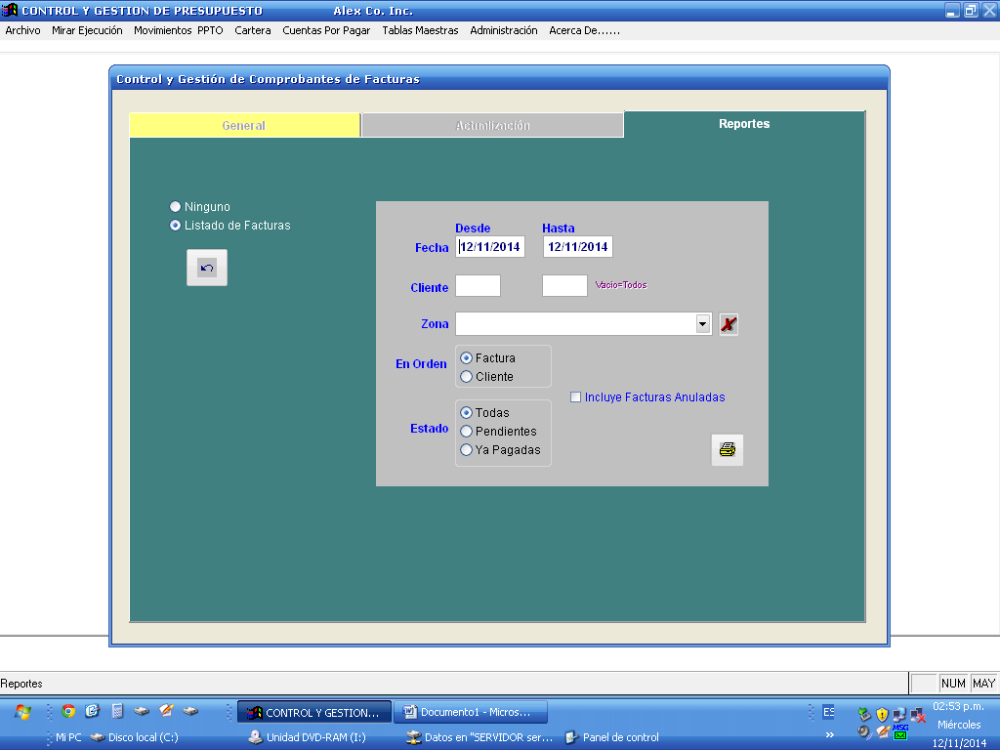 CONTROL Y GESTION DE PRESUPUESTO Alex Co. Inc.
Archivo Mirar Ejecución Movimientos PPTO Cartera Cuentas Por Pagar Tablas Maestras Administración Acerca De......
Control y Gestión de Comprobantes de Facturas
General Actualización Reportes
Ninguno
Listado de Facturas
Desde Hasta
Fecha 12/11/2014 12/11/2014
Cliente Vacio=Todos
Zona
En Orden Factura
Cliente
Incluye Facturas Anuladas
Estado Todas
Pendientes
Ya Pagadas
Reportes NUM MAY
CONTROL Y GESTION... Documento1 - Micros... ES 02:53 p.m.
Miércoles
MSG
Mi PC Disco local (C:) Unidad DVD-RAM (I:) Datos en "SERVIDOR ser... Panel de control » 12/11/2014